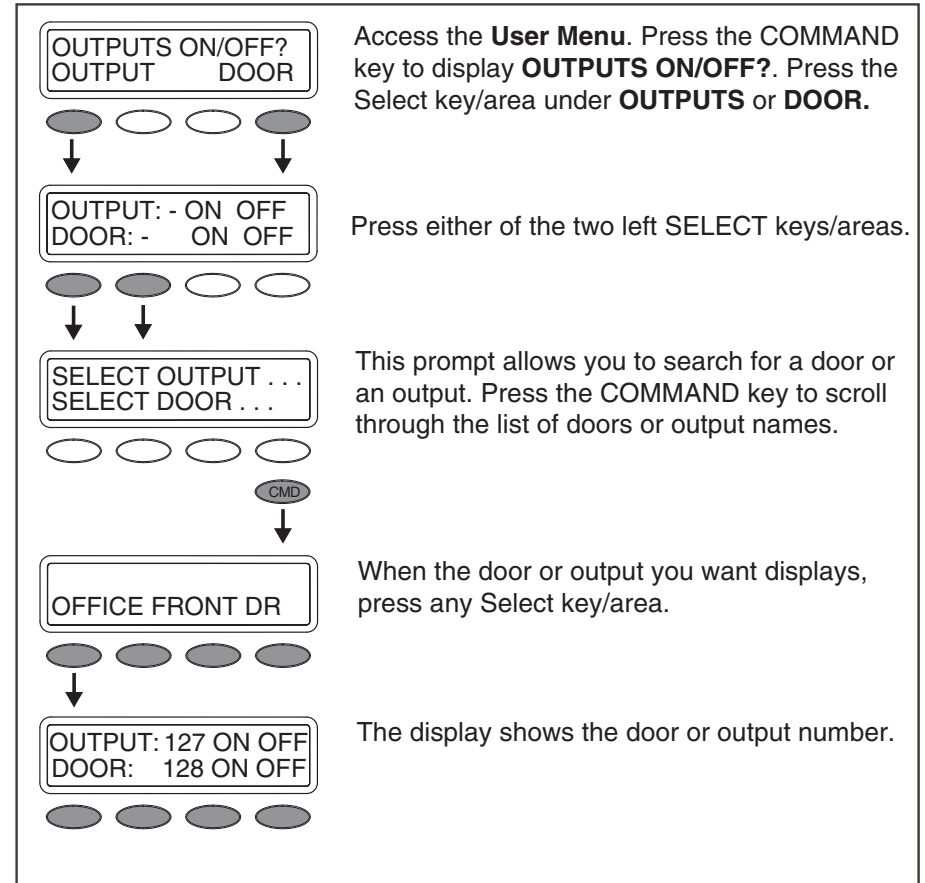 OUTPUTS ON/OFF?
OUTPUT DOOR
Access the User Menu. Press the COMMAND
key to display OUTPUTS ON/OFF?. Press the
Select key/area under OUTPUTS or DOOR.
OUTPUT: - ON OFF
DOOR: - ON OFF
Press either of the two left SELECT keys/areas.
SELECT OUTPUT . . .
SELECT DOOR . . .
This prompt allows you to search for a door or
an output. Press the COMMAND key to scroll
through the list of doors or output names.
CMD
OFFICE FRONT DR
When the door or output you want displays,
press any Select key/area.
OUTPUT: 127 ON OFF
DOOR: 128 ON OFF
The display shows the door or output number.